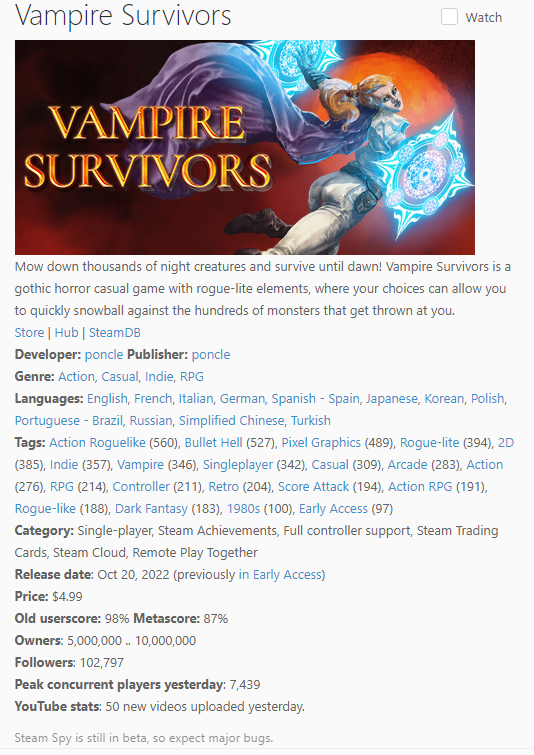 Vampire Survivors
Watch
VAMPIRE
SURVIVORS
Mow down thousands of night creatures and survive until dawn! Vampire Survivors is a
gothic horror casual game with rogue-lite elements, where your choices can allow you
to quickly snowball against the hundreds of monsters that get thrown at you.
Store | Hub | SteamDB
Developer: poncle Publisher: poncle
Genre: Action, Casual, Indie, RPG
Languages: English, French, Italian, German, Spanish - Spain, Japanese, Korean, Polish,
Portuguese - Brazil, Russian, Simplified Chinese, Turkish
Tags: Action Roguelike (560), Bullet Hell (527), Pixel Graphics (489), Rogue-lite (394), 2D
(385), Indie (357), Vampire (346), Singleplayer (342), Casual (309), Arcade (283), Action
(276), RPG (214), Controller (211), Retro (204), Score Attack (194), Action RPG (191),
Rogue-like (188), Dark Fantasy (183), 1980s (100), Early Access (97)
Category: Single-player, Steam Achievements, Full controller support, Steam Trading
Cards, Steam Cloud, Remote Play Together
Release date: Oct 20, 2022 (previously in Early Access)
Price: $4.99
Old userscore: 98% Metascore: 87%
Owners: 5,000,000 .. 10,000,000
Followers: 102,797
Peak concurrent players yesterday: 7,439
YouTube stats: 50 new videos uploaded yesterday.
Steam Spy is still in beta, so expect major bugs.